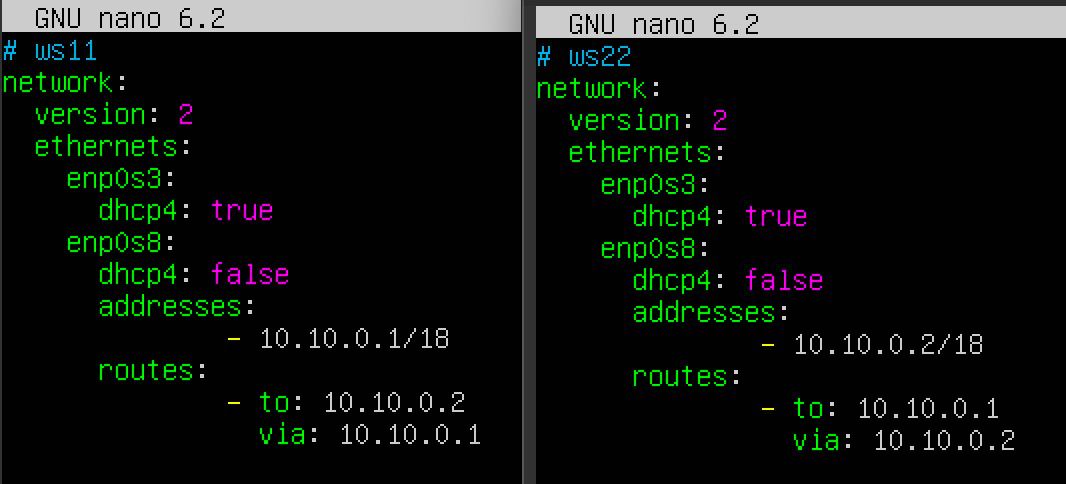 GNU nano 6.2
# ws11
network:
  version: 2
  ethernets:
    enp0s3:
      dhcp4: true
    enp0s8:
      dhcp4: false
      addresses:
              - 10.10.0.1/18
      routes:
              - to: 10.10.0.2
                via: 10.10.0.1
GNU nano 6.2
# ws22
network:
  version: 2
  ethernets:
    enp0s3:
      dhcp4: true
    enp0s8:
      dhcp4: false
      addresses:
              - 10.10.0.2/18
      routes:
              - to: 10.10.0.1
                via: 10.10.0.2